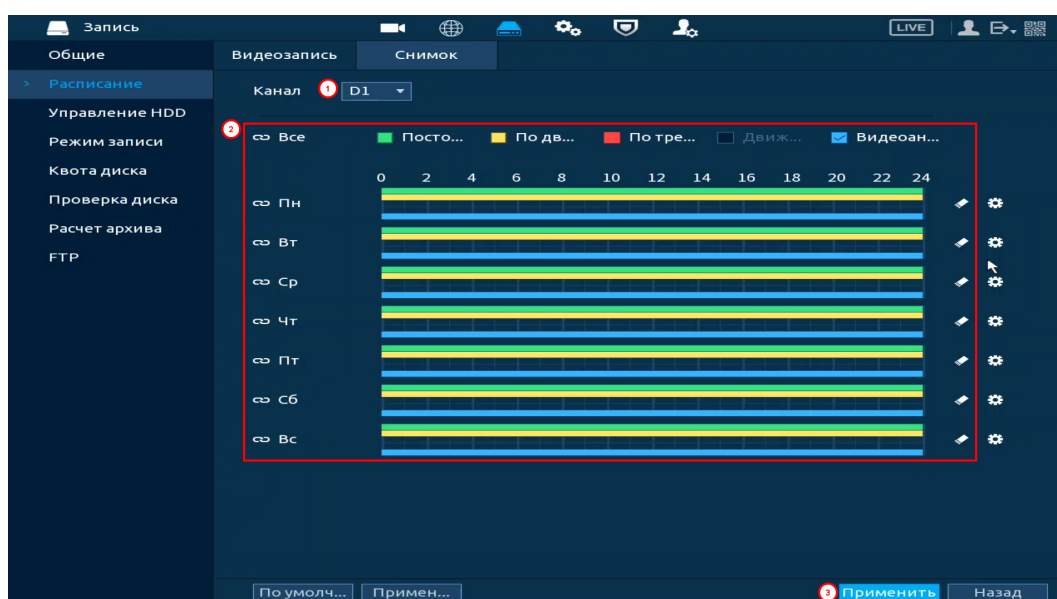 Запись LIVE
Общие
Видеозапись Снимок
Расписание
Канал 1 D1
Управление HDD
2 Все Посто... По дв... По тре... Движ... Видеоан...
Режим записи
Квота диска
0 2 4 6 8 10 12 14 16 18 20 22 24
Проверка диска
Пн
Расчет архива
Вт
FTP
Ср
Чт
Пт
Сб
Вс
По умолч... Примен... 3 Применить Назад